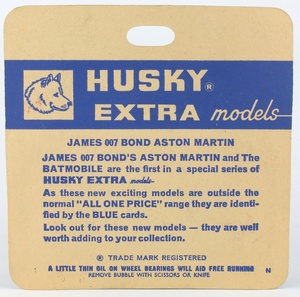 HUSKY®
EXTRA models
JAMES 007 BOND ASTON MARTIN
JAMES 007 BOND'S ASTON MARTIN and The
BATMOBILE are the first in a special series of
HUSKY EXTRA models
As these new exciting models are outside the
normal "ALL ONE PRICE" range they are identi-
fied by the BLUE cards.
Look out for these new models — they are well
worth adding to your collection.
® TRADE MARK REGISTERED
A LITTLE THIN OIL ON WHEEL BEARINGS WILL AID FREE RUNNING
REMOVE BUBBLE WITH SCISSORS OR KNIFE
N